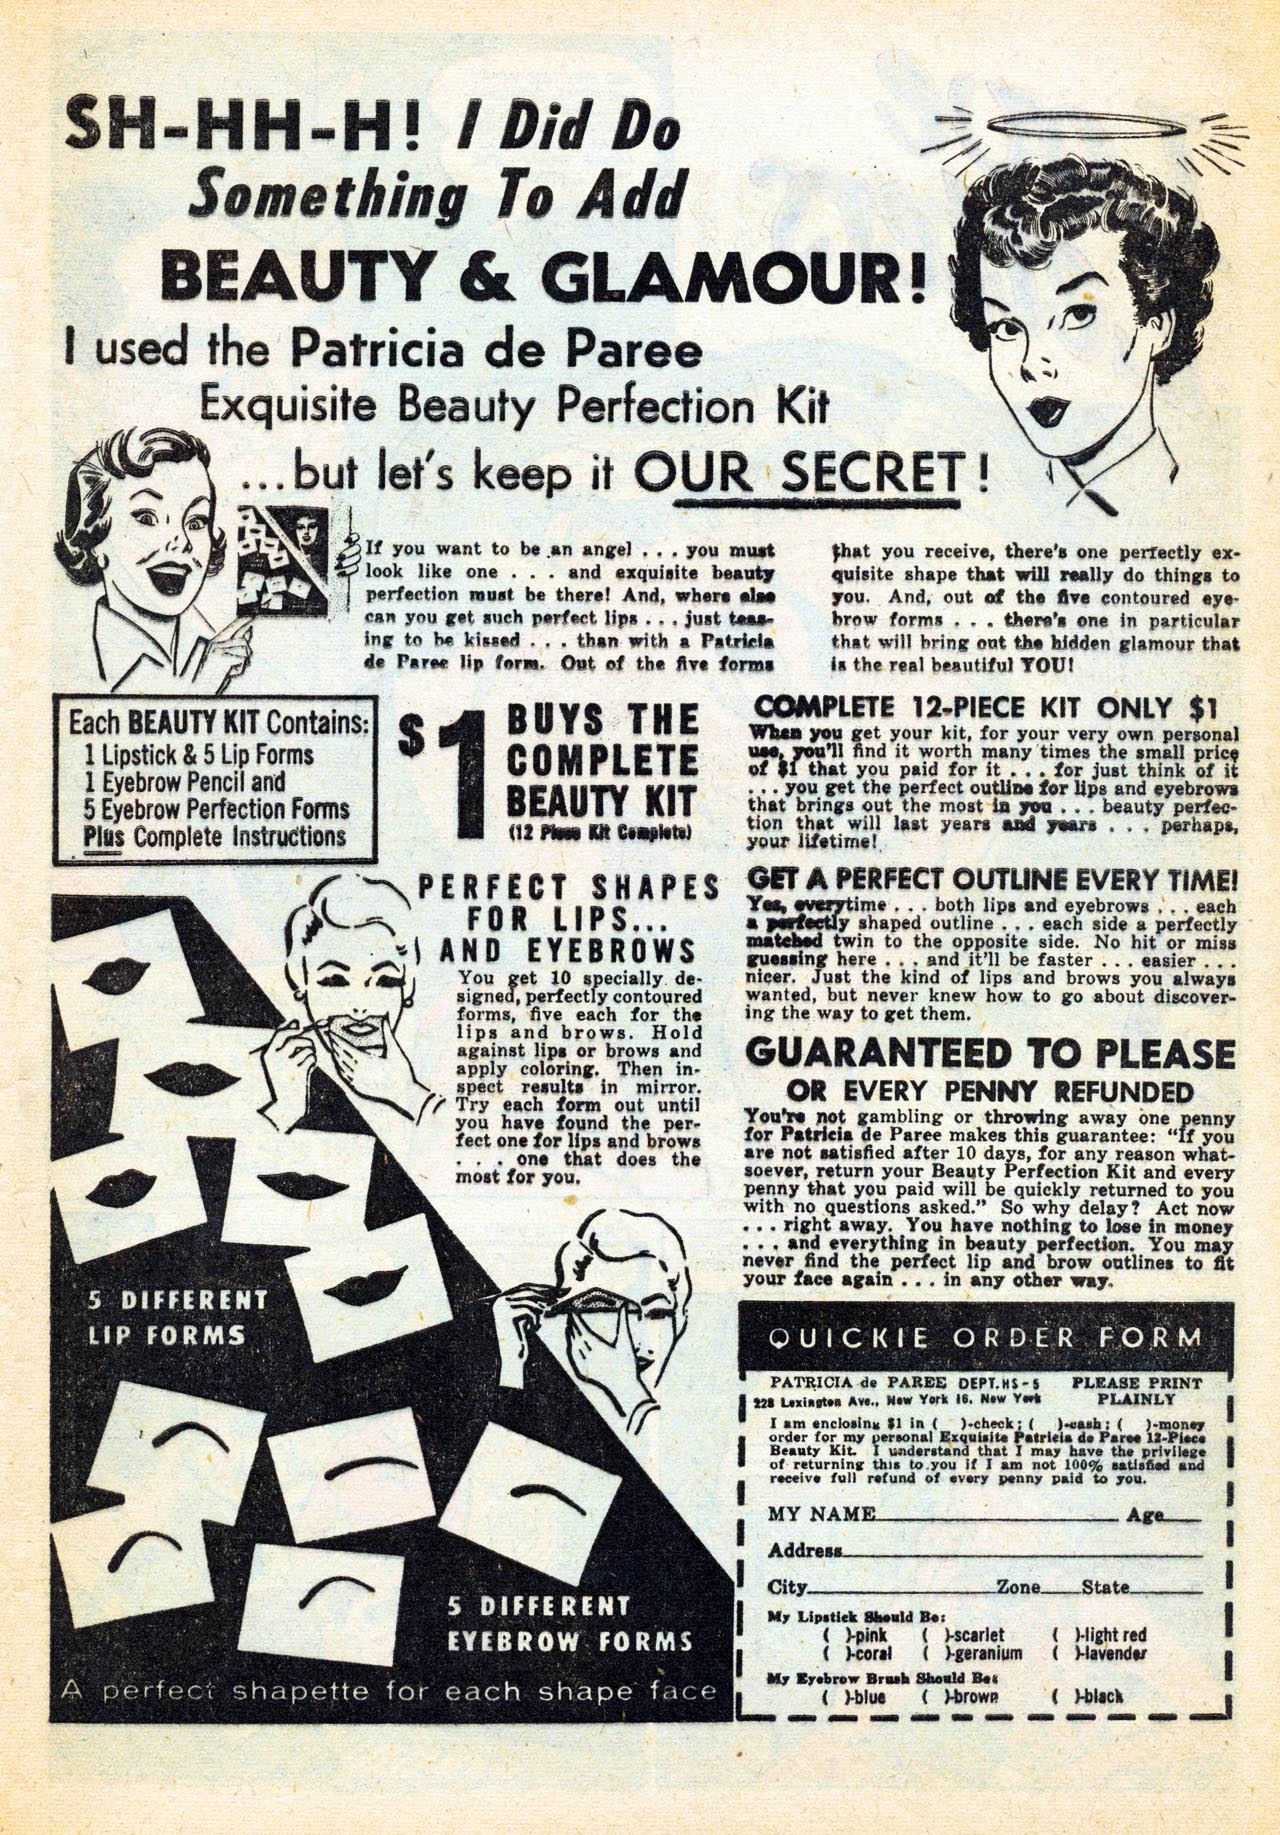 SH-HH-H! I Did Do
Something To Add
BEAUTY & GLAMOUR!
I used the Patricia de Paree
Exquisite Beauty Perfection Kit
...but let's keep it OUR SECRET!
If you want to be an angel . . . you must
look like one . . . and exquisite beauty
perfection must be there! And, where else
can you get such perfect lips . . . just teas-
ing to be kissed . . . than with a Patricia
de Paree lip form. Out of the five forms
that you receive, there's one perfectly ex-
quisite shape that will really do things to
you. And, out of the five contoured eye-
brow forms . . . there's one in particular
that will bring out the hidden glamour that
is the real beautiful YOU!
Each BEAUTY KIT Contains:
1 Lipstick & 5 Lip Forms
1 Eyebrow Pencil and
5 Eyebrow Perfection Forms
Plus Complete Instructions
$1 BUYS THE
COMPLETE
BEAUTY KIT
(12 Piece Kit Complete)
PERFECT SHAPES
FOR LIPS...
AND EYEBROWS
You get 10 specially de-
signed, perfectly contoured
forms, five each for the
lips and brows. Hold
against lips or brows and
apply coloring. Then in-
spect results in mirror.
Try each form out until
you have found the per-
fect one for lips and brows
. . . one that does the
most for you.
5 DIFFERENT
LIP FORMS
5 DIFFERENT
EYEBROW FORMS
A perfect shapette for each shape face
COMPLETE 12-PIECE KIT ONLY $1
When you get your kit, for your very own personal
use, you'll find it worth many times the small price
of $1 that you paid for it . . . for just think of it
. . . you get the perfect outline for lips and eyebrows
that brings out the most in you . . . beauty perfec-
tion that will last years and years . . . perhaps,
your lifetime!
GET A PERFECT OUTLINE EVERY TIME!
Yes, everytime . . . both lips and eyebrows . . . each
a perfectly shaped outline . . . each side a perfectly
matched twin to the opposite side. No hit or miss
guessing here . . . and it'll be faster . . . easier . . .
nicer. Just the kind of lips and brows you always
wanted, but never knew how to go about discover-
ing the way to get them.
GUARANTEED TO PLEASE
OR EVERY PENNY REFUNDED
You're not gambling or throwing away one penny
for Patricia de Paree makes this guarantee: "If you
are not satisfied after 10 days, for any reason what-
soever, return your Beauty Perfection Kit and every
penny that you paid will be quickly returned to you
with no questions asked." So why delay? Act now
. . . right away. You have nothing to lose in money
. . . and everything in beauty perfection. You may
never find the perfect lip and brow outlines to fit
your face again . . . in any other way.
QUICKIE ORDER FORM
PATRICIA de PAREE DEPT.HS-5 PLEASE PRINT
228 Lexington Ave., New York 16, New York PLAINLY
I am enclosing $1 in ( )-check; ( )-cash; ( )-money
order for my personal Exquisite Patricia de Paree 12-Piece
Beauty Kit. I understand that I may have the privilege
of returning this to you if I am not 100% satisfied and
receive full refund of every penny paid to you.
MY NAME Age
Address
City Zone State
My Lipstick Should Be:
( )-pink ( )-scarlet ( )-light red
( )-coral ( )-geranium ( )-lavender
My Eyebrow Brush Should Be:
( )-blue ( )-brown ( )-black